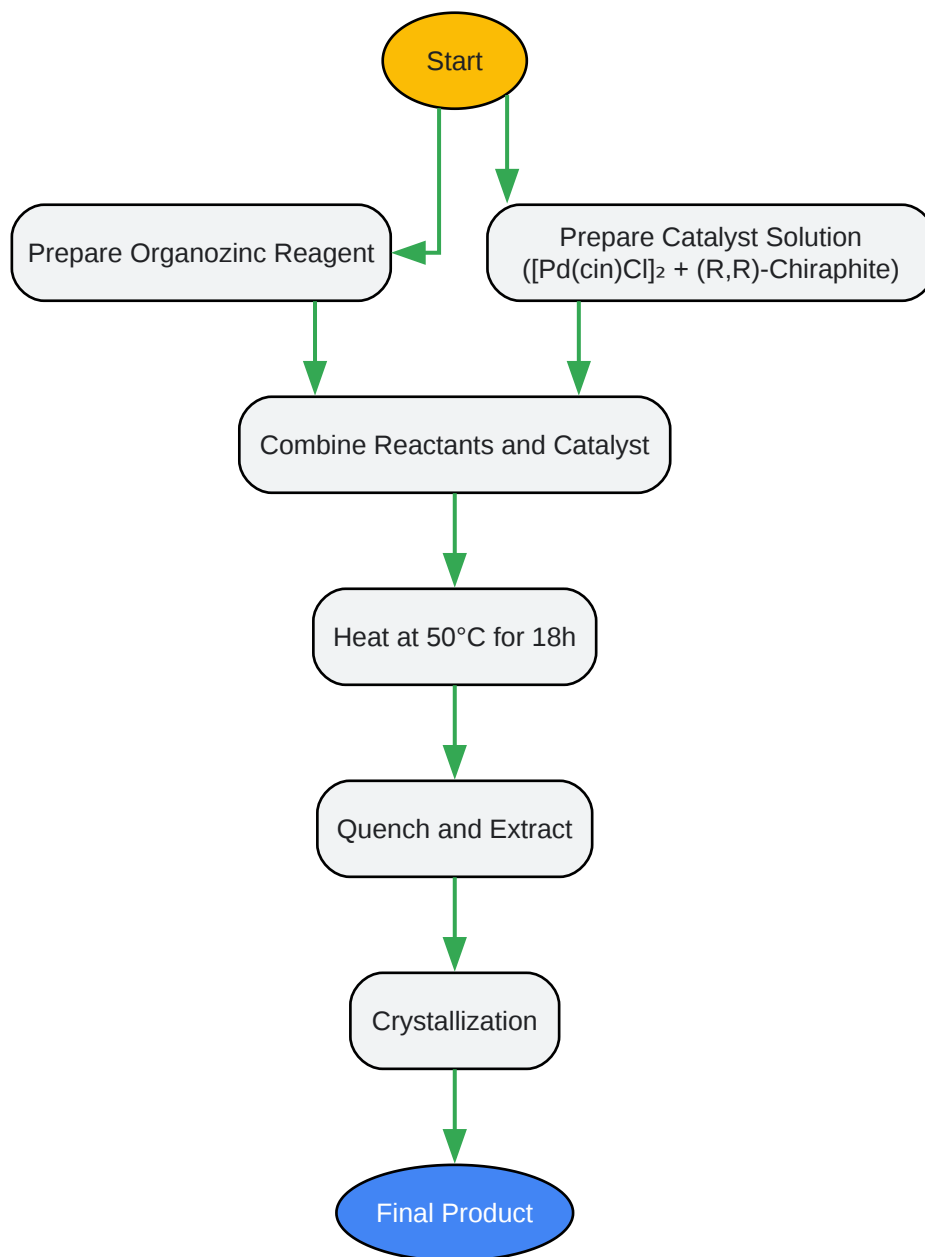 Start
Prepare Organozinc Reagent
Prepare Catalyst Solution
([Pd(cin)Cl]₂ + (R,R)-Chiraphite)
Combine Reactants and Catalyst
Heat at 50°C for 18h
Quench and Extract
Crystallization
Final Product